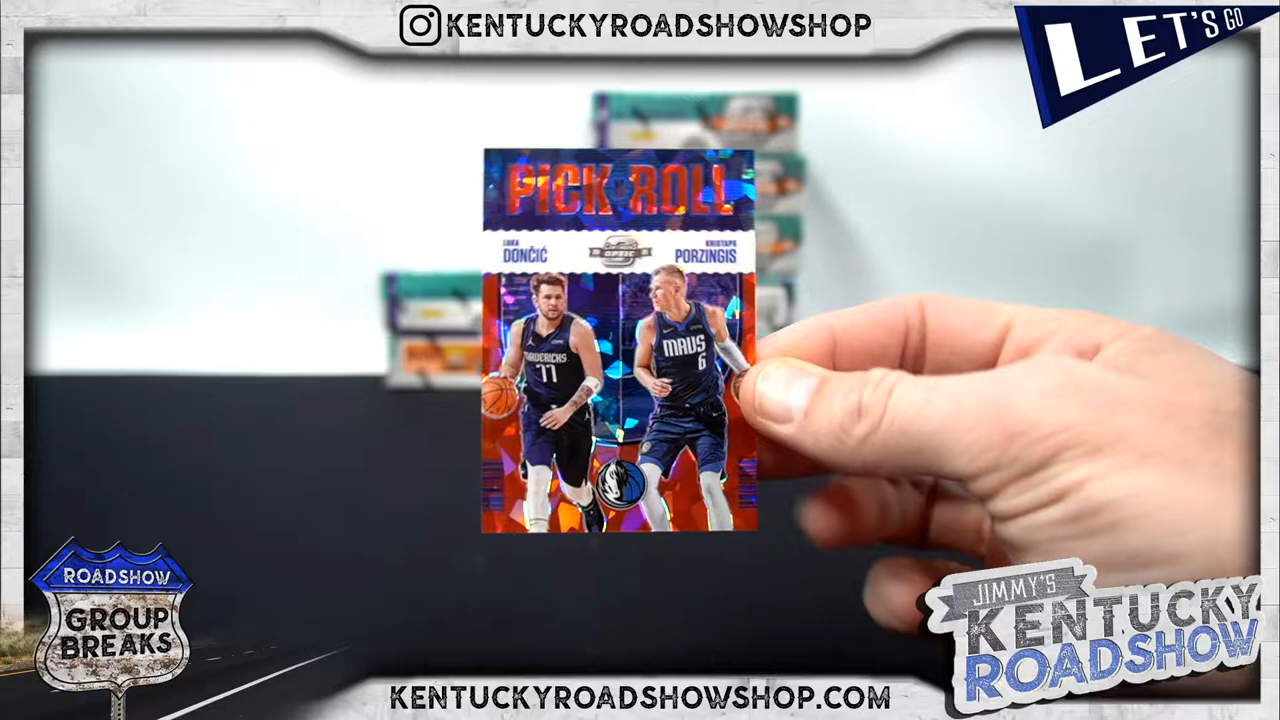 KENTUCKYROADSHOWSHOP
LET'S GO
PICK & ROLL
LUKA
DONČIĆ
OPTIC
KRISTAPS
PORZINGIS
MAVERICKS
77
MAVS
6
ROADSHOW
GROUP
BREAKS
JIMMY'S
KENTUCKY
ROADSHOW
KENTUCKYROADSHOWSHOP.COM